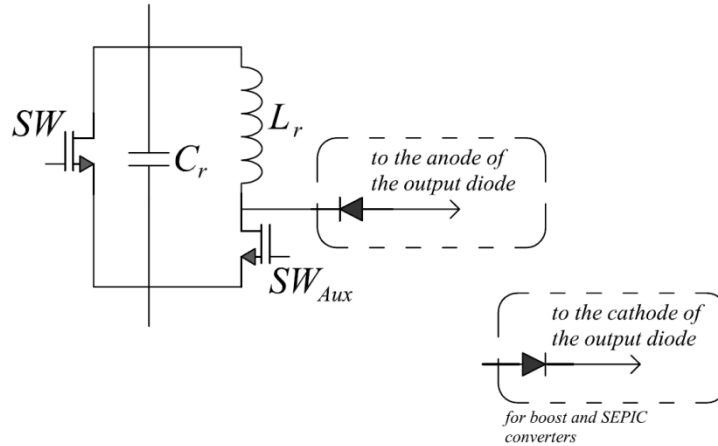 SW
C_r
L_r
to the anode of
the output diode
SW_Aux
to the cathode of
the output diode
for boost and SEPIC
converters